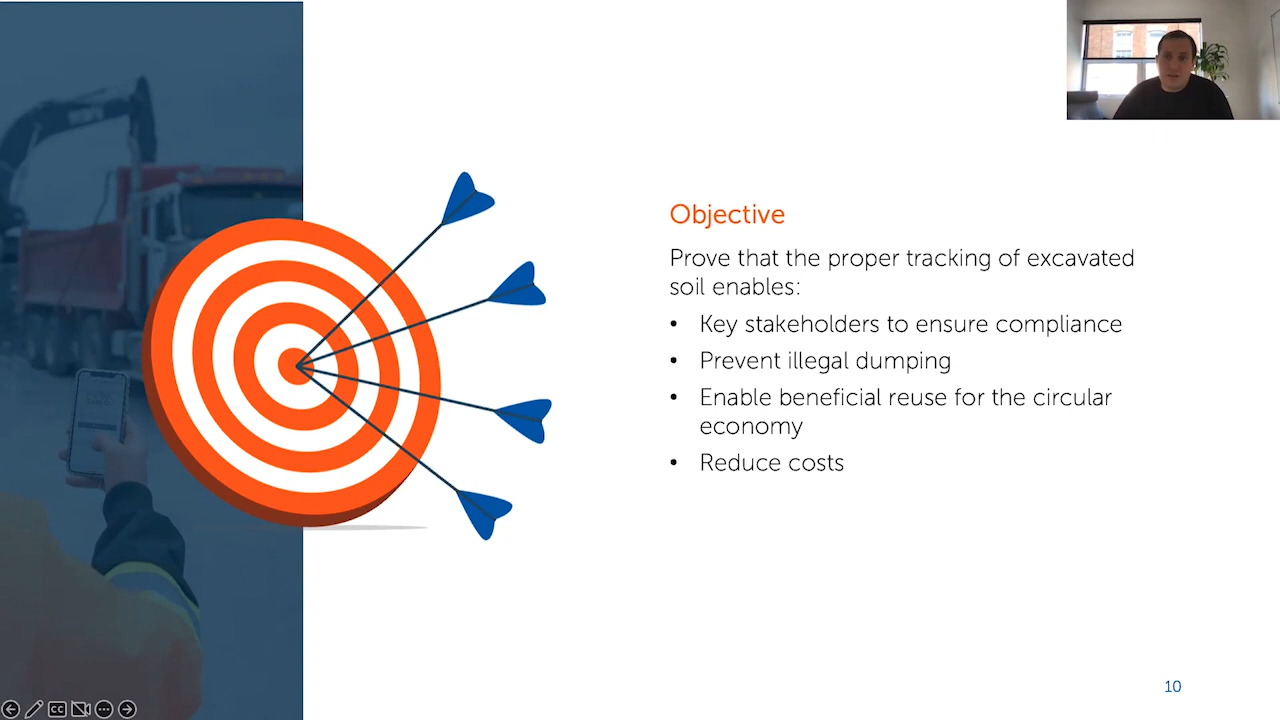 Objective
Prove that the proper tracking of excavated
soil enables:
• Key stakeholders to ensure compliance
• Prevent illegal dumping
• Enable beneficial reuse for the circular
economy
• Reduce costs
10
CC